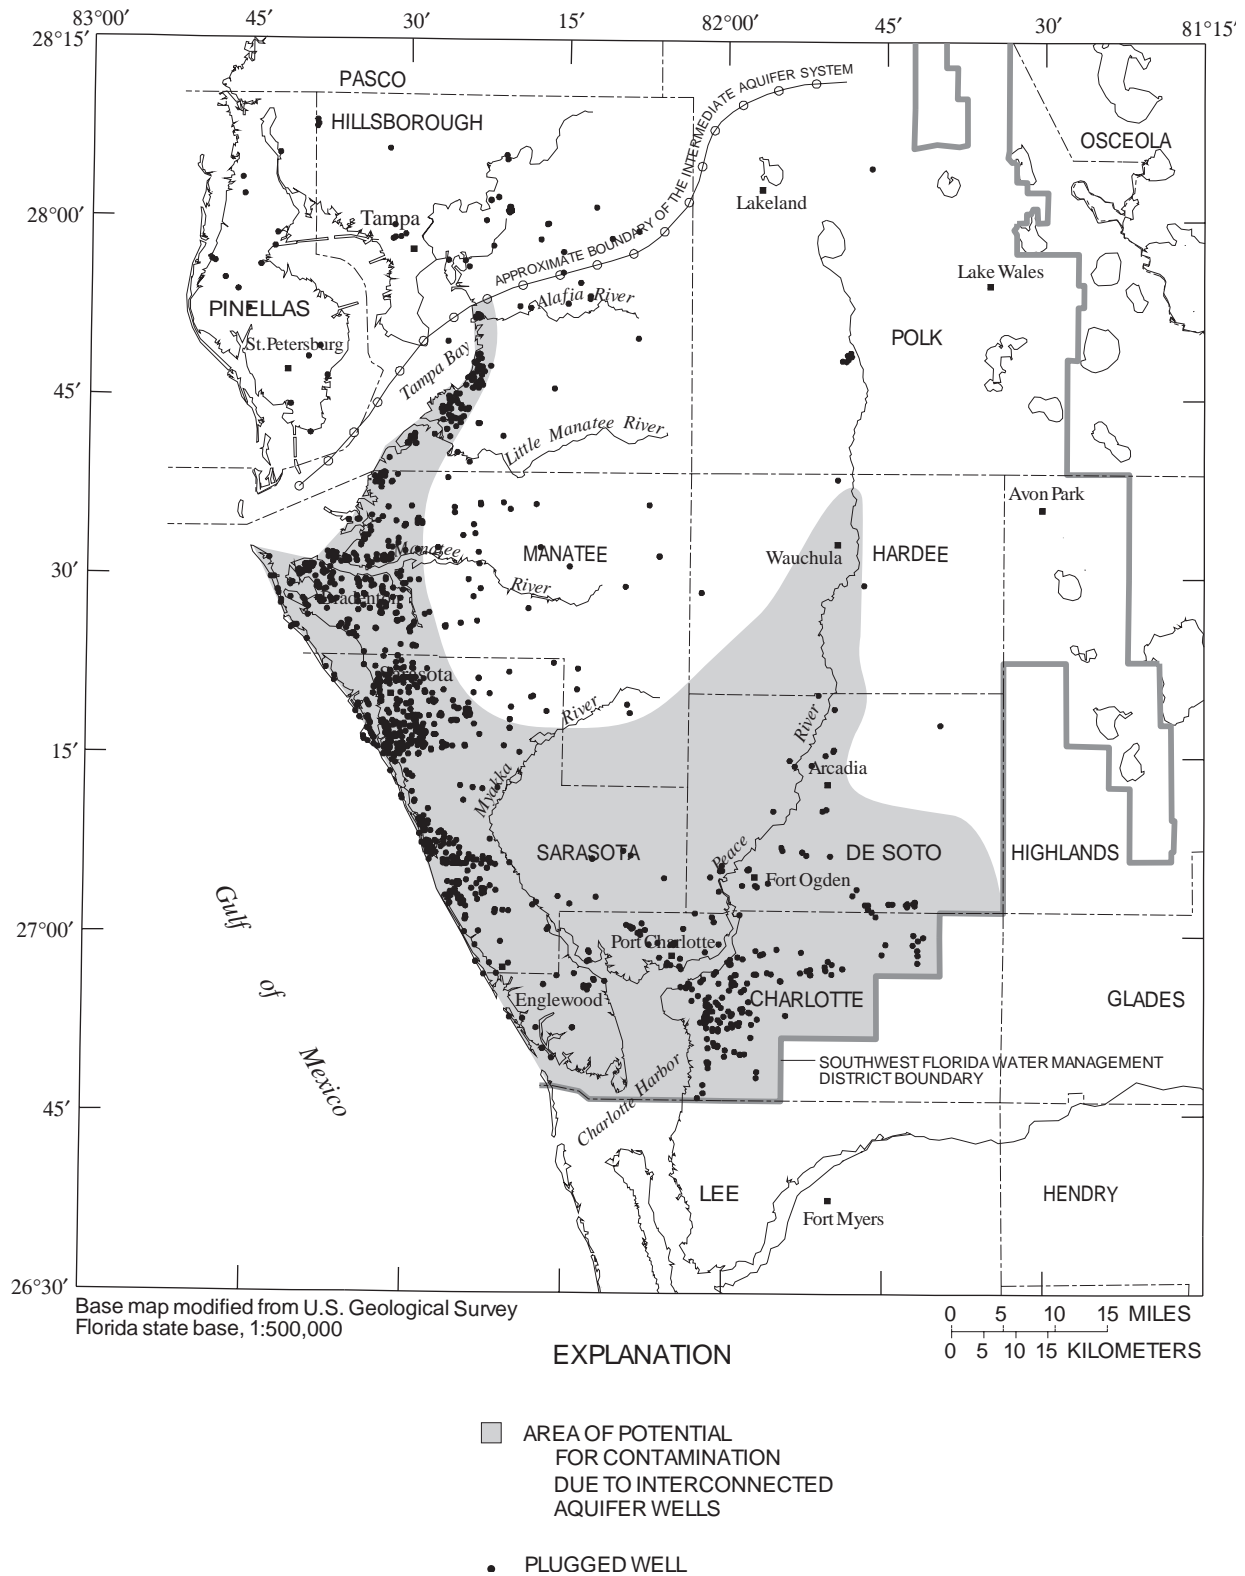 83°00′ 45′ 30′ 15′ 82°00′ 45′ 30′ 81°15′
28°15′
PASCO
APPROXIMATE BOUNDARY OF THE INTERMEDIATE AQUIFER SYSTEM
HILLSBOROUGH
OSCEOLA
Lakeland
28°00′
Tampa
Lake Wales
Alafia River
PINELLAS
POLK
St. Petersburg
Tampa Bay
45′
Little Manatee River
Avon Park
MANATEE
Wauchula
HARDEE
Manatee
River
30′
Bradenton
Sarasota
River
River
15′
Arcadia
Myakka
SARASOTA
Peace
DE SOTO
HIGHLANDS
Fort Ogden
Gulf
of
Mexico
27°00′
Port Charlotte
Englewood
CHARLOTTE
GLADES
SOUTHWEST FLORIDA WATER MANAGEMENT
DISTRICT BOUNDARY
45′
Charlotte Harbor
LEE
HENDRY
Fort Myers
26°30′
Base map modified from U.S. Geological Survey
Florida state base, 1:500,000
0 5 10 15 MILES
0 5 10 15 KILOMETERS
EXPLANATION
AREA OF POTENTIAL
FOR CONTAMINATION
DUE TO INTERCONNECTED
AQUIFER WELLS
PLUGGED WELL